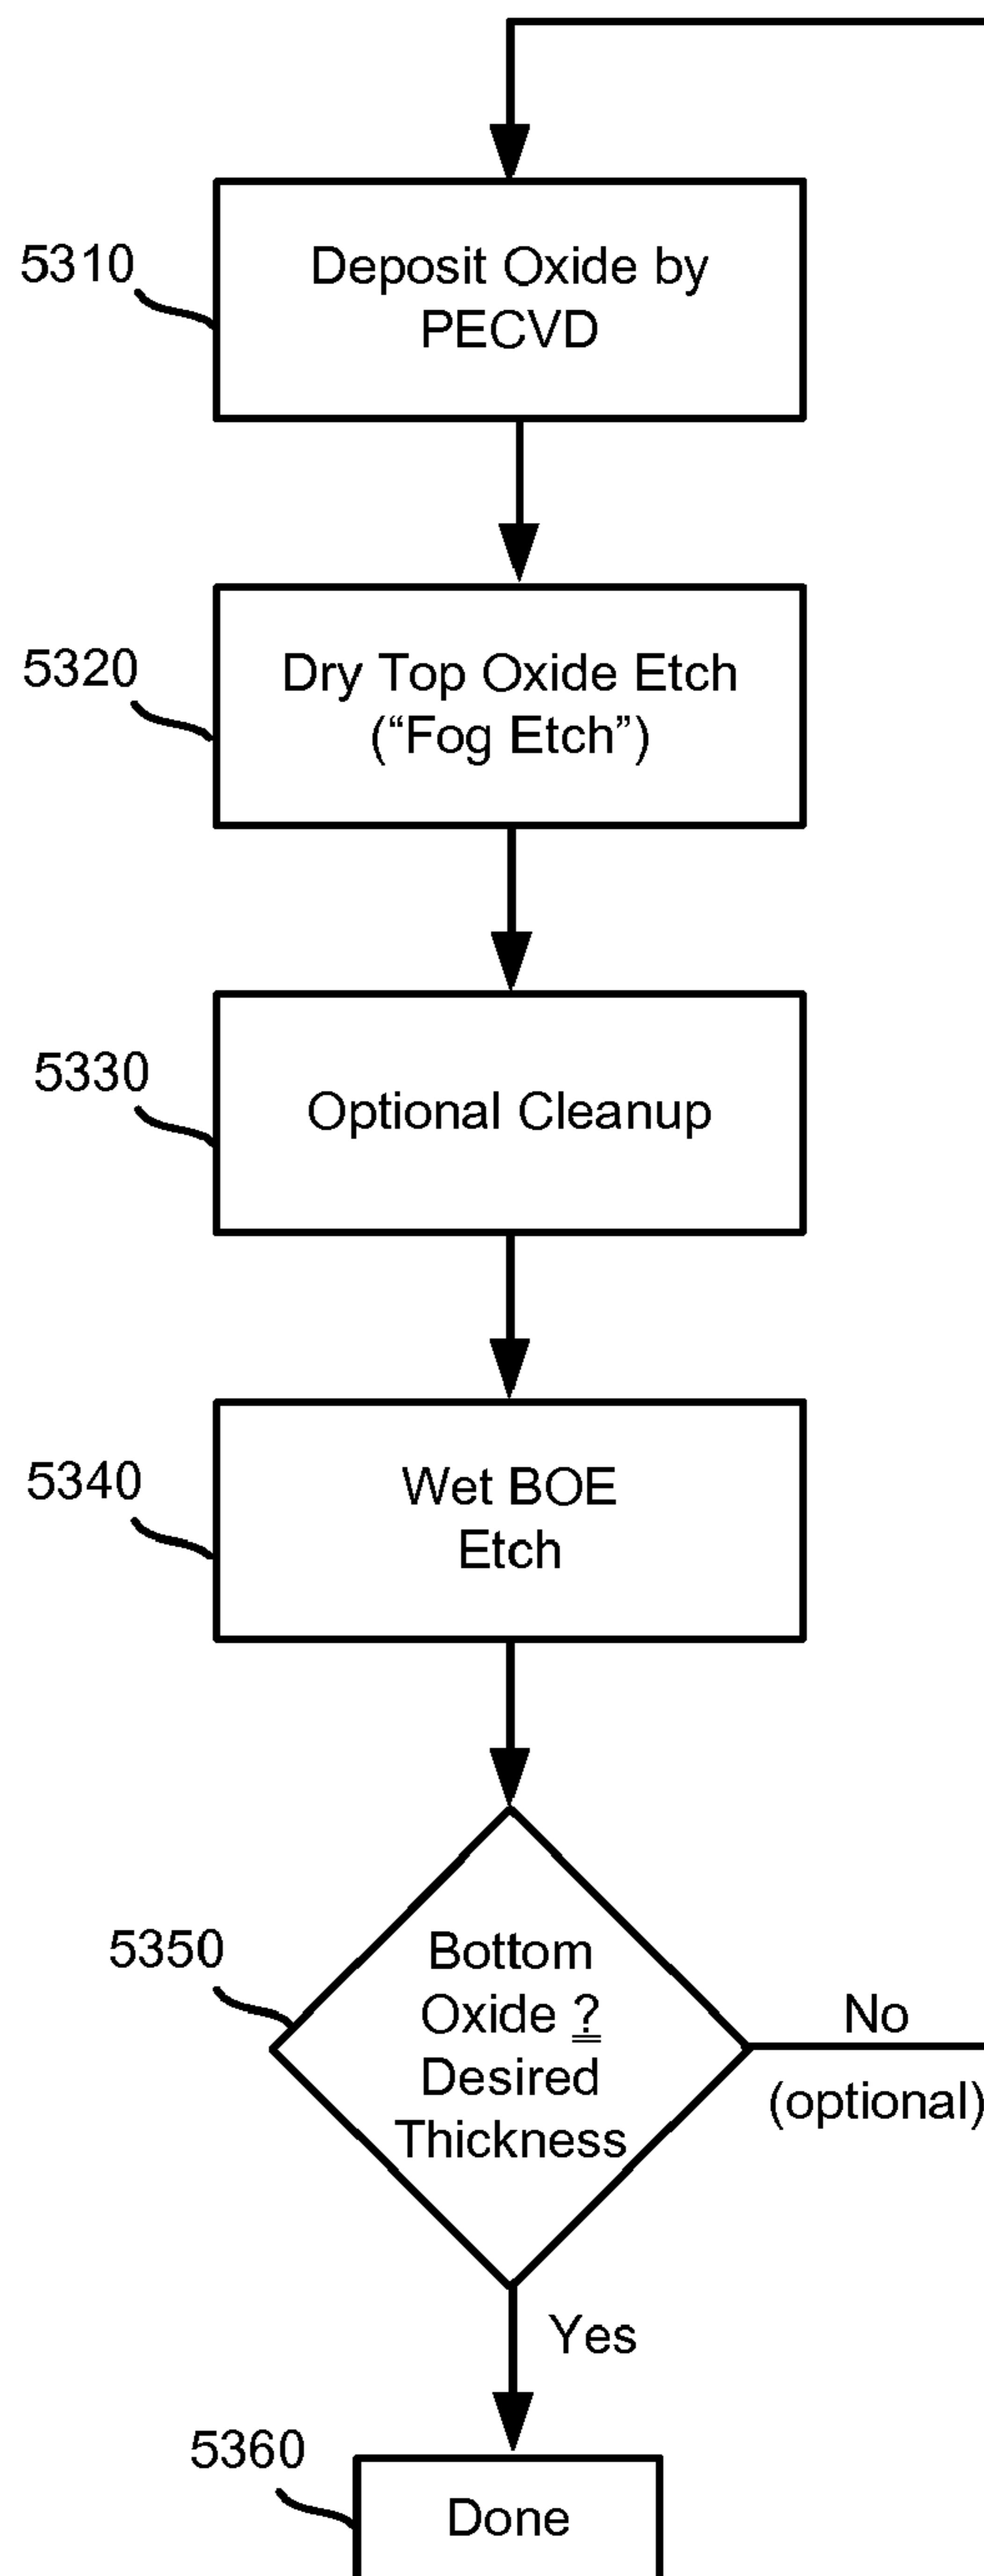 5310
Deposit Oxide by
PECVD
5320
Dry Top Oxide Etch
(“Fog Etch”)
5330
Optional Cleanup
5340
Wet BOE
Etch
5350
Bottom
Oxide ?
Desired
Thickness
No
(optional)
Yes
5360
Done